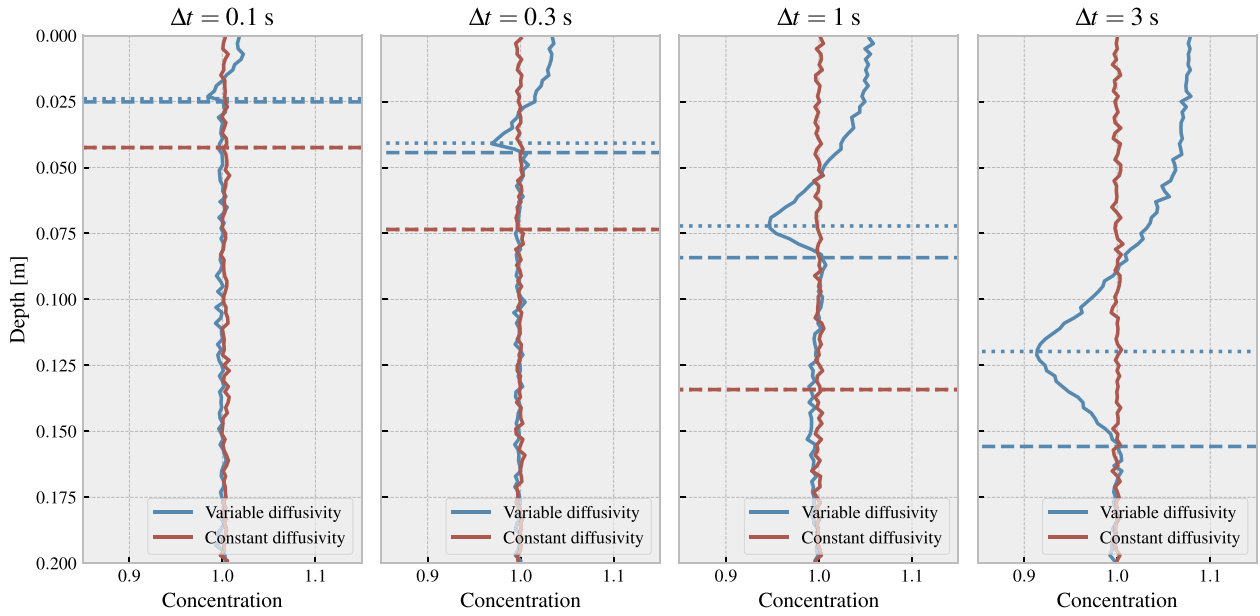 Δt = 0.1 s
Δt = 0.3 s
Δt = 1 s
Δt = 3 s
Depth [m]
0.000
0.025
0.050
0.075
0.100
0.125
0.150
0.175
0.200
Variable diffusivity
Constant diffusivity
Variable diffusivity
Constant diffusivity
Variable diffusivity
Constant diffusivity
Variable diffusivity
Constant diffusivity
0.9 1.0 1.1
0.9 1.0 1.1
0.9 1.0 1.1
0.9 1.0 1.1
Concentration
Concentration
Concentration
Concentration